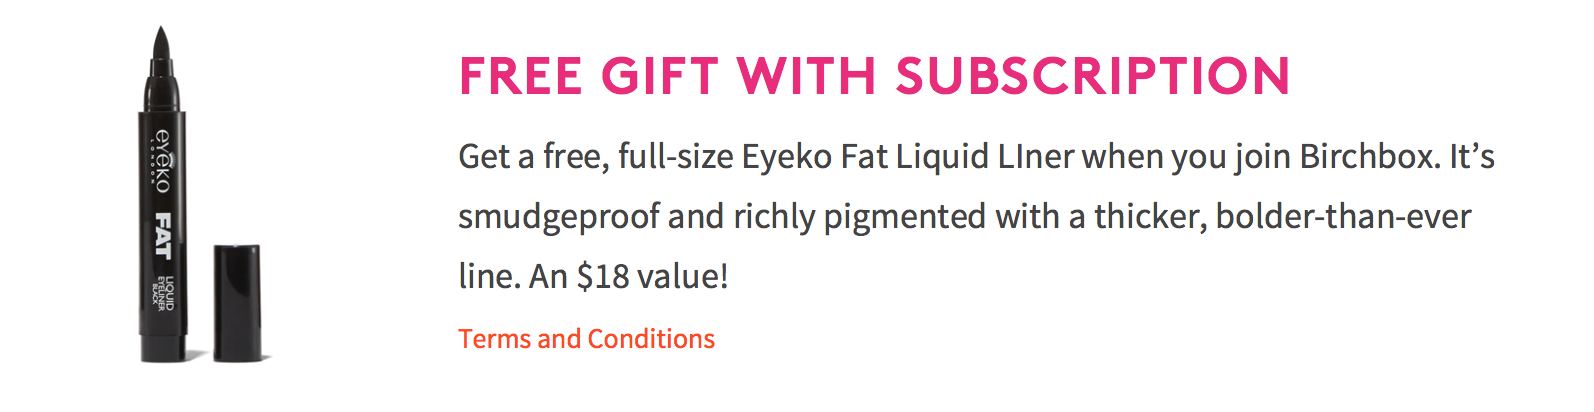 FREE GIFT WITH SUBSCRIPTION
Get a free, full-size Eyeko Fat Liquid LIner when you join Birchbox. It’s
smudgeproof and richly pigmented with a thicker, bolder-than-ever
line. An $18 value!
Terms and Conditions
eyeko
LONDON
FAT
LIQUID
EYELINER
BLACK